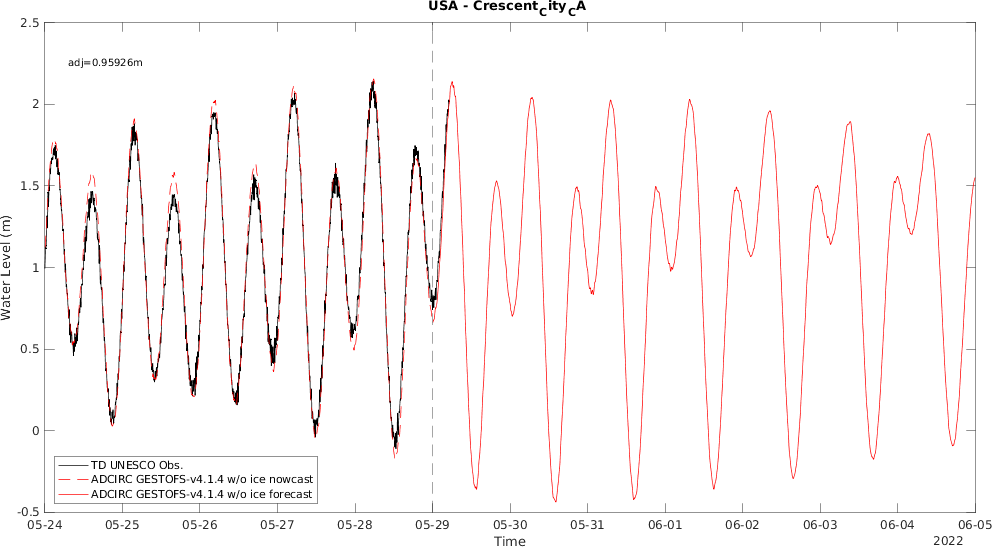 USA - Crescent_City_CA
2.5
adj=0.95926m
2
1.5
1
0.5
0
-0.5
Water Level (m)
TD UNESCO Obs.
ADCIRC GESTOFS-v4.1.4 w/o ice nowcast
ADCIRC GESTOFS-v4.1.4 w/o ice forecast
05-24 05-25 05-26 05-27 05-28 05-29 05-30 05-31 06-01 06-02 06-03 06-04 06-05
Time
2022